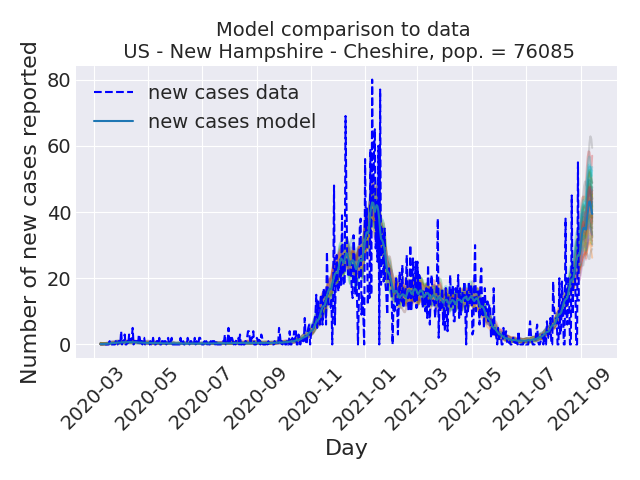 Model comparison to data
US - New Hampshire - Cheshire, pop. = 76085
Number of new cases reported
80
60
40
20
0
new cases data
new cases model
2020-03
2020-05
2020-07
2020-09
2020-11
2021-01
2021-03
2021-05
2021-07
2021-09
Day